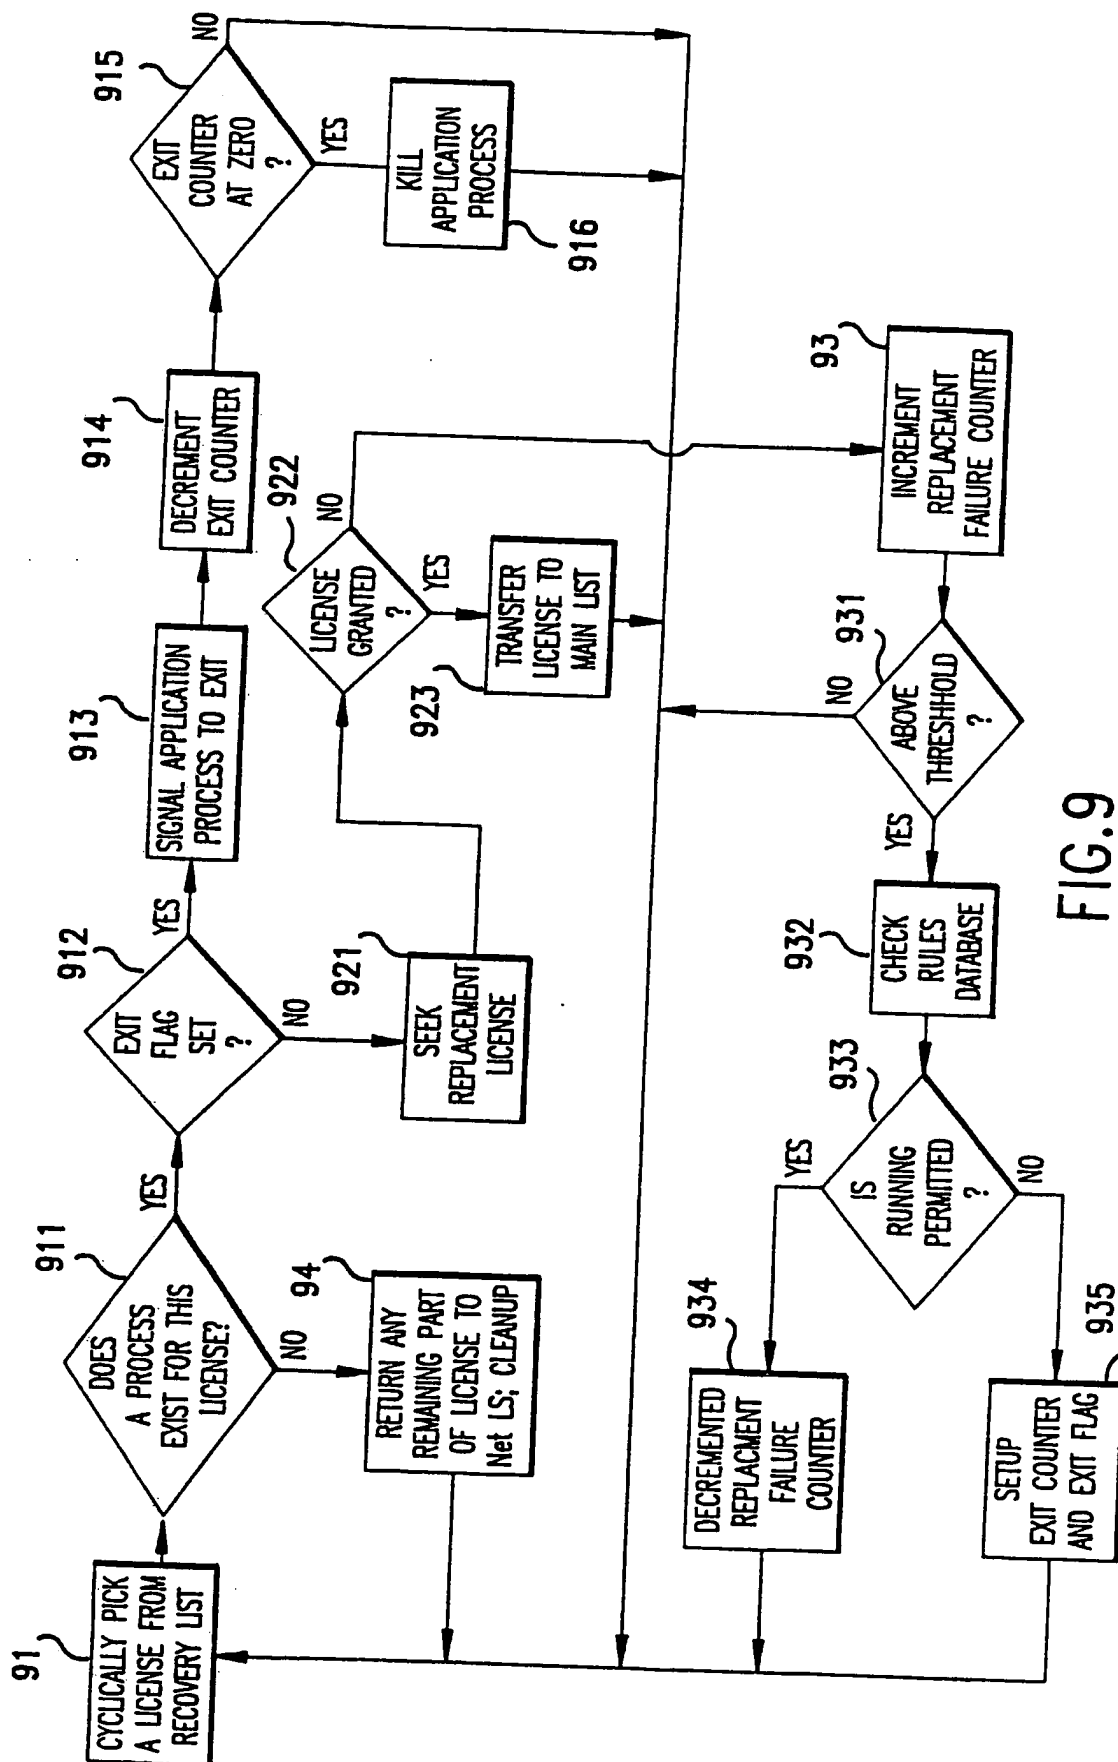 91
CYCLICALLY PICK
A LICENSE FROM
RECOVERY LIST
911
DOES
A PROCESS
EXIST FOR THIS
LICENSE?
YES
NO
94
RETURN ANY
REMAINING PART
OF LICENSE TO
Net LS; CLEANUP
912
EXIT
FLAG
SET
?
YES
NO
913
SIGNAL APPLICATION
PROCESS TO EXIT
914
DECREMENT
EXIT COUNTER
915
EXIT
COUNTER
AT ZERO
?
NO
YES
KILL
APPLICATION
PROCESS
916
921
SEEK
REPLACEMENT
LICENSE
922
LICENSE
GRANTED
?
NO
YES
TRANSFER
LICENSE TO
MAIN LIST
923
93
INCREMENT
REPLACEMENT
FAILURE COUNTER
931
ABOVE
THRESHHOLD
?
NO
YES
932
CHECK
RULES
DATABASE
933
IS
RUNNING
PERMITTED
?
YES
NO
934
DECREMENTED
REPLACMENT
FAILURE
COUNTER
935
SETUP
EXIT COUNTER
AND EXIT FLAG
FIG.9